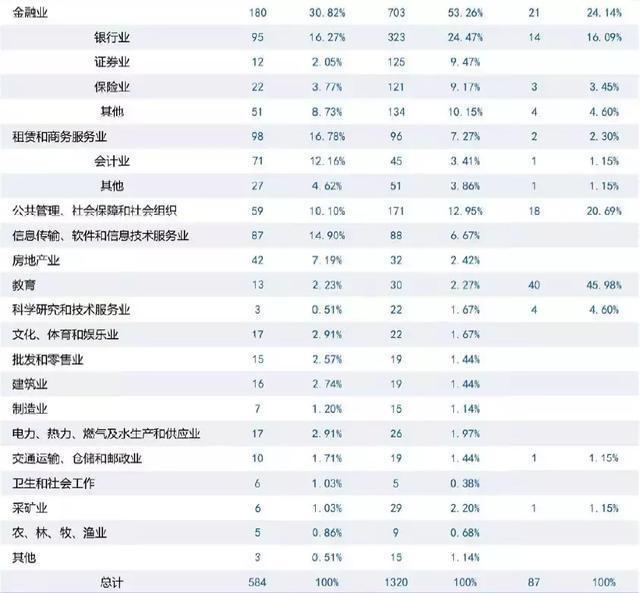 金融业 180 30.82% 703 53.26% 21 24.14%
银行业 95 16.27% 323 24.47% 14 16.09%
证券业 12 2.05% 125 9.47%
保险业 22 3.77% 121 9.17% 3 3.45%
其他 51 8.73% 134 10.15% 4 4.60%
租赁和商务服务业 98 16.78% 96 7.27% 2 2.30%
会计业 71 12.16% 45 3.41% 1 1.15%
其他 27 4.62% 51 3.86% 1 1.15%
公共管理、社会保障和社会组织 59 10.10% 171 12.95% 18 20.69%
信息传输、软件和信息技术服务业 87 14.90% 88 6.67%
房地产业 42 7.19% 32 2.42%
教育 13 2.23% 30 2.27% 40 45.98%
科学研究和技术服务业 3 0.51% 22 1.67% 4 4.60%
文化、体育和娱乐业 17 2.91% 22 1.67%
批发和零售业 15 2.57% 19 1.44%
建筑业 16 2.74% 19 1.44%
制造业 7 1.20% 15 1.14%
电力、热力、燃气及水生产和供应业 17 2.91% 26 1.97%
交通运输、仓储和邮政业 10 1.71% 19 1.44% 1 1.15%
卫生和社会工作 6 1.03% 5 0.38%
采矿业 6 1.03% 29 2.20% 1 1.15%
农、林、牧、渔业 5 0.86% 9 0.68%
其他 3 0.51% 15 1.14%
总计 584 100% 1320 100% 87 100%